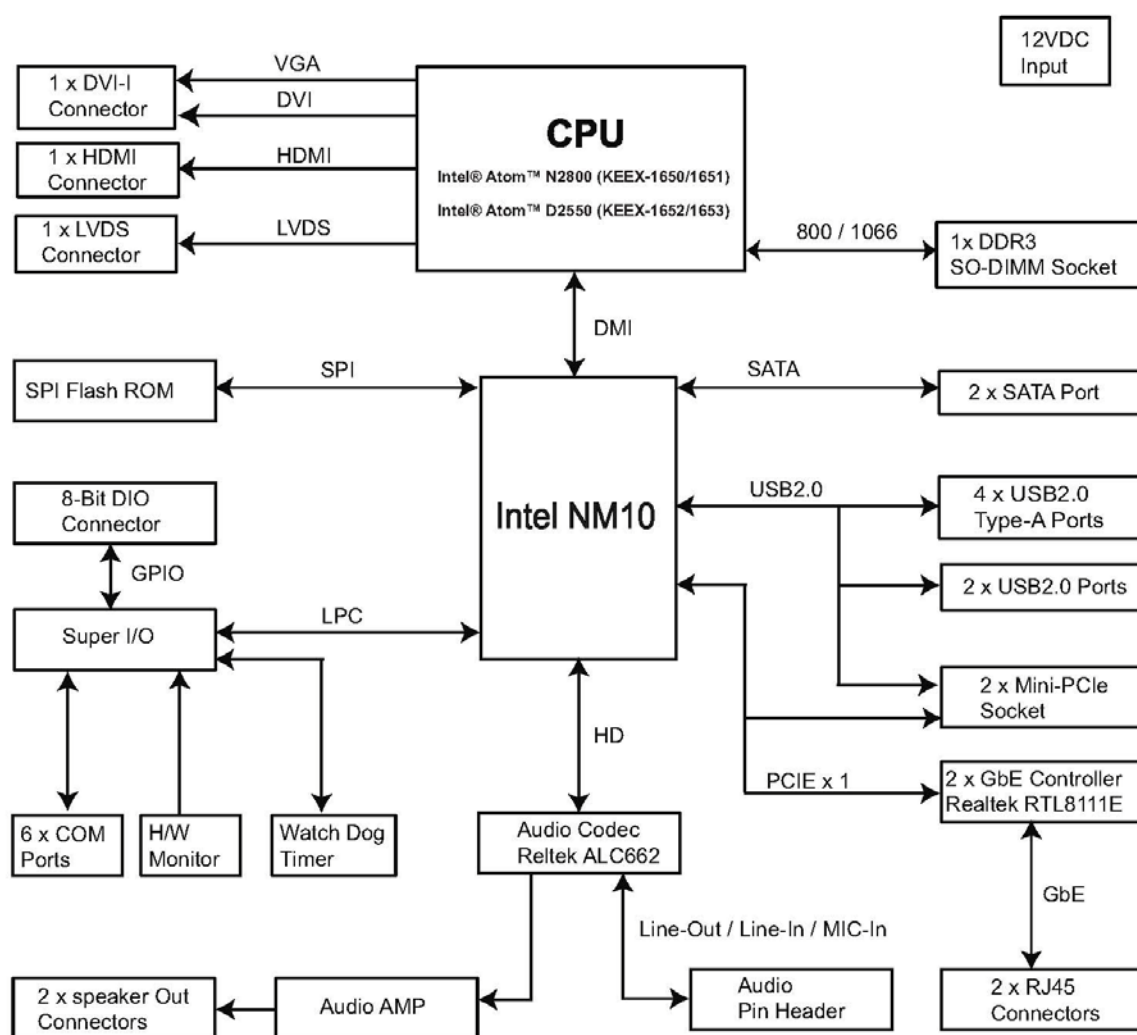 12VDC
Input
VGA
1 x DVI-I
Connector
DVI
CPU
Intel® Atom™ N2800 (KEEX-1650/1651)
Intel® Atom™ D2550 (KEEX-1652/1653)
1 x HDMI
Connector
HDMI
1 x LVDS
Connector
LVDS
800 / 1066
1x DDR3
SO-DIMM Socket
DMI
SPI Flash ROM
SPI
SATA
2 x SATA Port
Intel NM10
8-Bit DIO
Connector
USB2.0
4 x USB2.0
Type-A Ports
GPIO
2 x USB2.0 Ports
Super I/O
LPC
2 x Mini-PCIe
Socket
HD
PCIE x 1
2 x GbE Controller
Realtek RTL8111E
6 x COM
Ports
H/W
Monitor
Watch Dog
Timer
Audio Codec
Reltek ALC662
GbE
Line-Out / Line-In / MIC-In
2 x speaker Out
Connectors
Audio AMP
Audio
Pin Header
2 x RJ45
Connectors